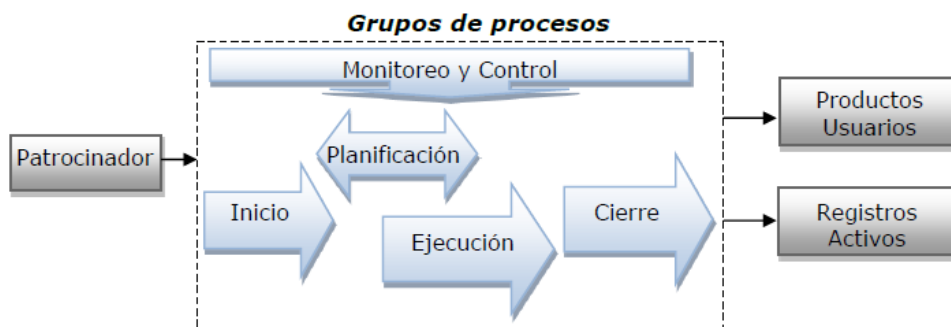 Grupos de procesos
Monitoreo y Control
Patrocinador
Planificación
Inicio
Ejecución
Cierre
Productos
Usuarios
Registros
Activos